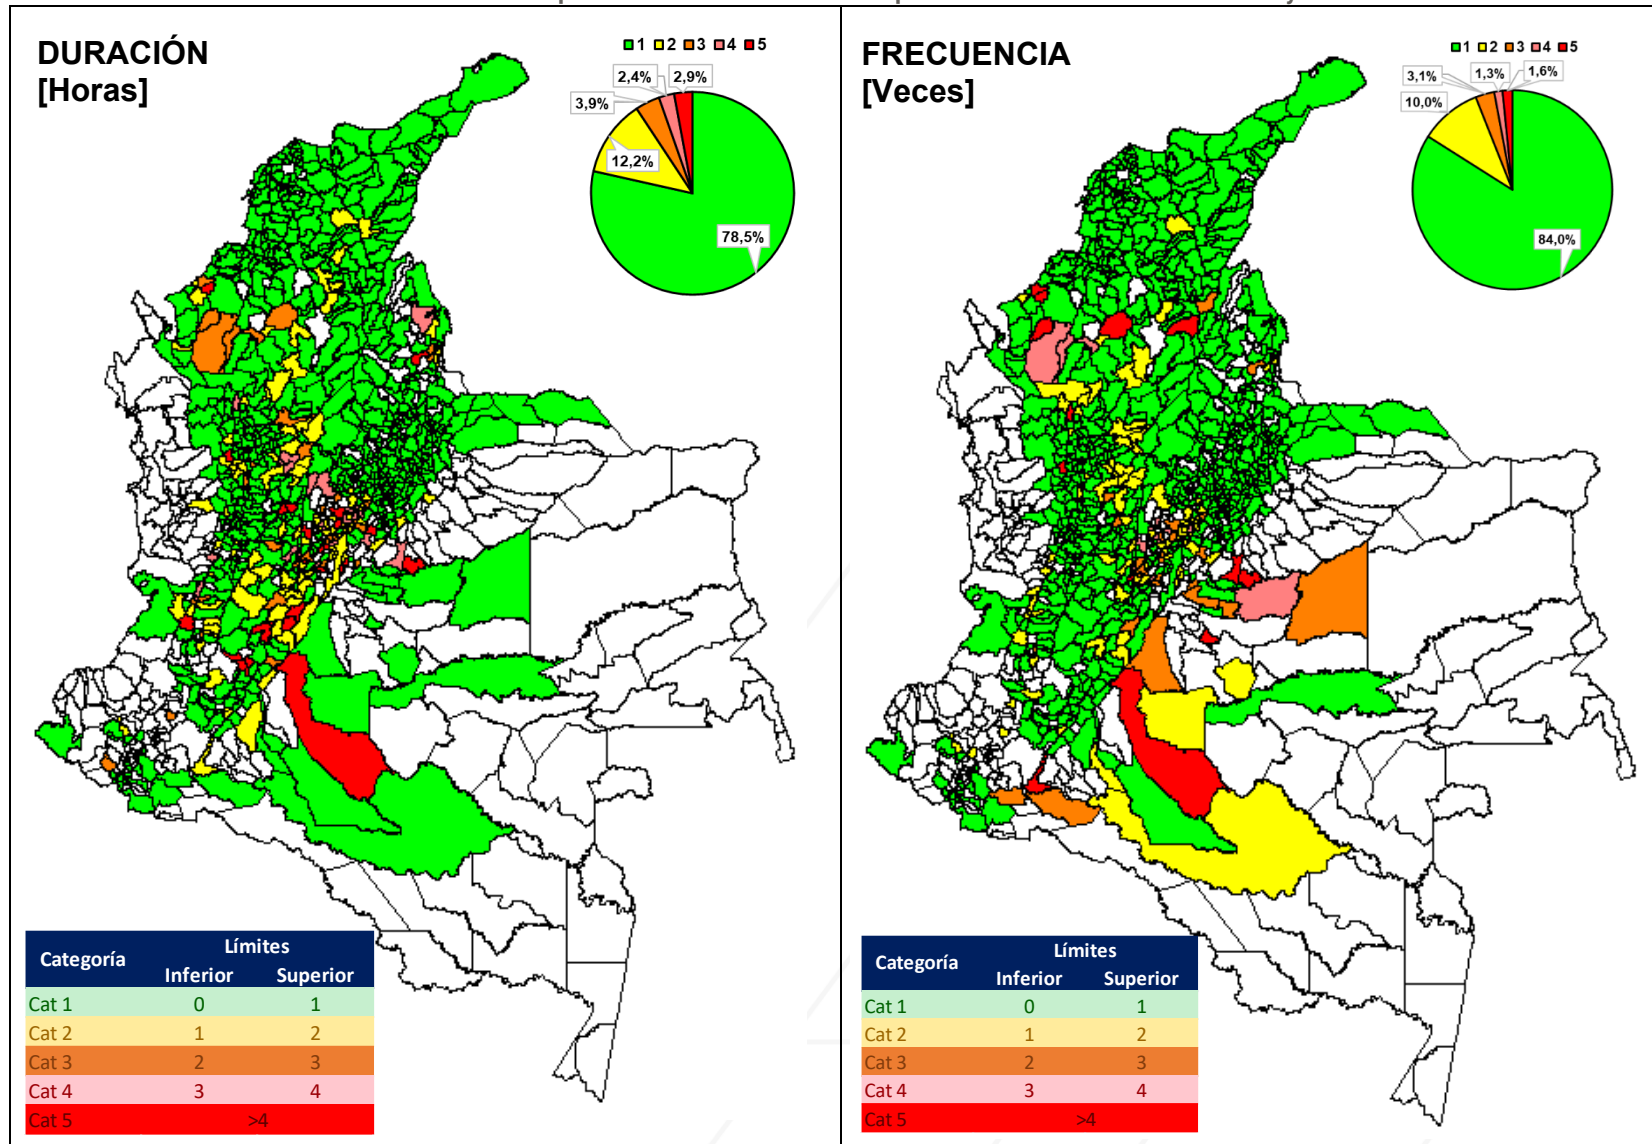 DURACIÓN
[Horas]
1 2 3 4 5
2,4% 2,9%
3,9%
12,2%
78,5%
Categoría Límites
Inferior Superior
Cat 1 0 1
Cat 2 1 2
Cat 3 2 3
Cat 4 3 4
Cat 5 >4
FRECUENCIA
[Veces]
1 2 3 4 5
3,1% 1,3% 1,6%
10,0%
84,0%
Categoría Límites
Inferior Superior
Cat 1 0 1
Cat 2 1 2
Cat 3 2 3
Cat 4 3 4
Cat 5 >4